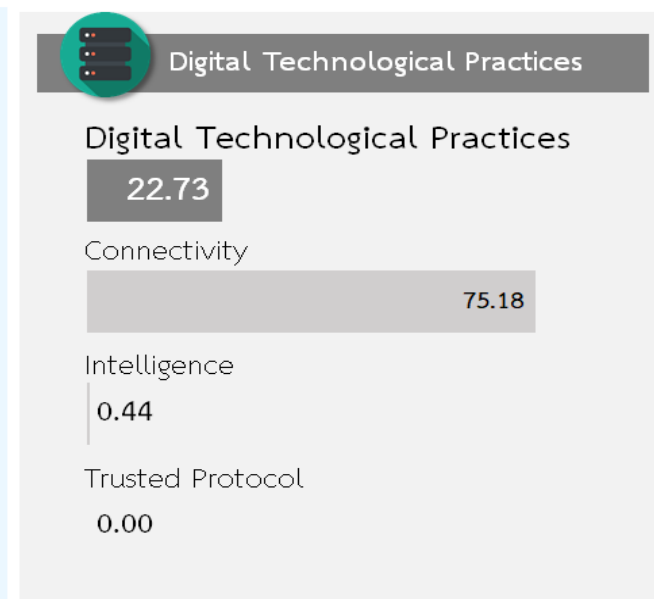 Digital Technological Practices
Digital Technological Practices
22.73
Connectivity
75.18
Intelligence
0.44
Trusted Protocol
0.00